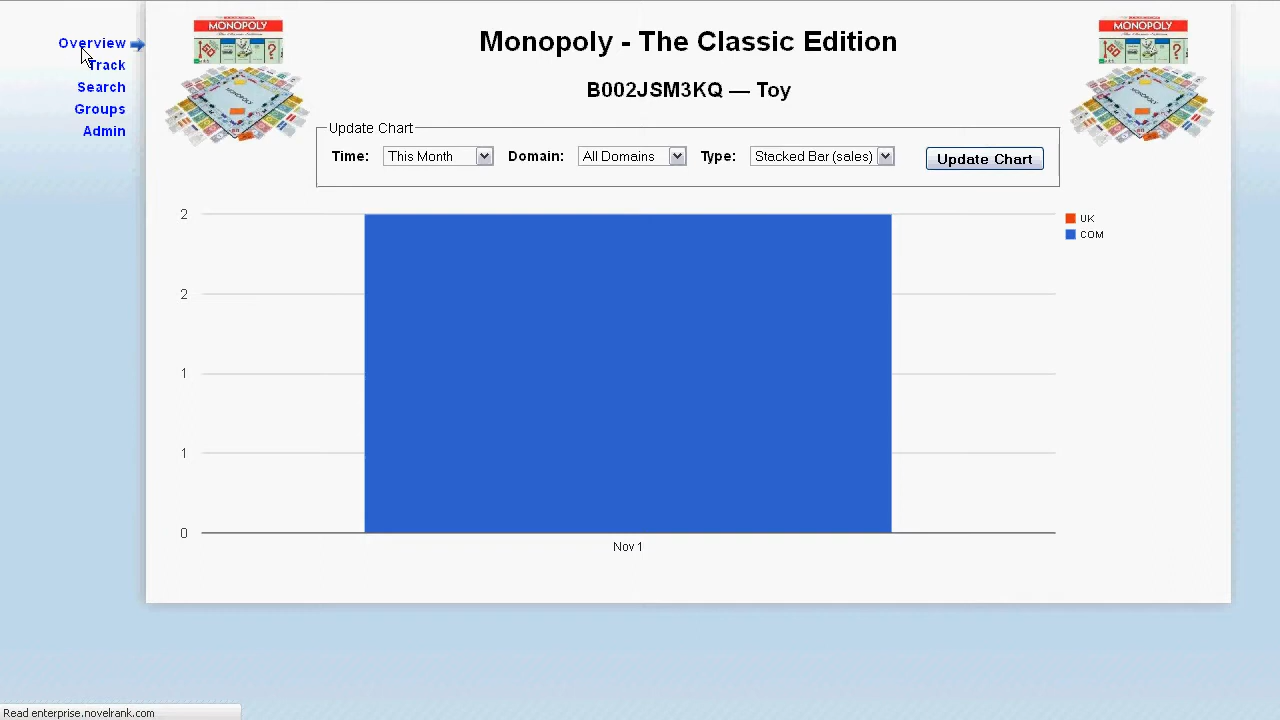 Overview
Track
Search
Groups
Admin
MONOPOLY
MONOPOLY
Monopoly - The Classic Edition
B002JSM3KQ — Toy
Update Chart
Time: This Month Domain: All Domains Type: Stacked Bar (sales) Update Chart
2
2
1
1
0
UK
COM
Nov 1
Read enterprise.novelrank.com